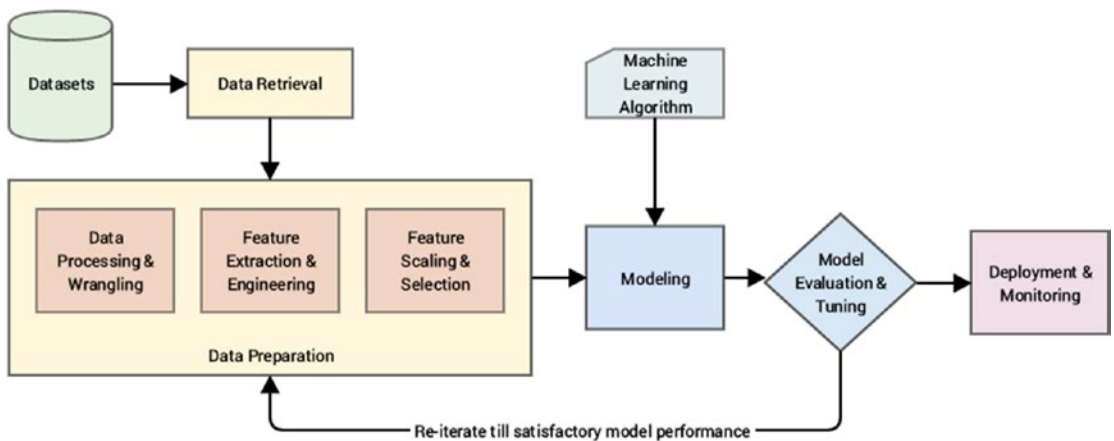 Datasets
Data Retrieval
Machine
Learning
Algorithm
Data
Processing &
Wrangling
Feature
Extraction &
Engineering
Feature
Scaling &
Selection
Data Preparation
Modeling
Model
Evaluation &
Tuning
Deployment &
Monitoring
Re-iterate till satisfactory model performance